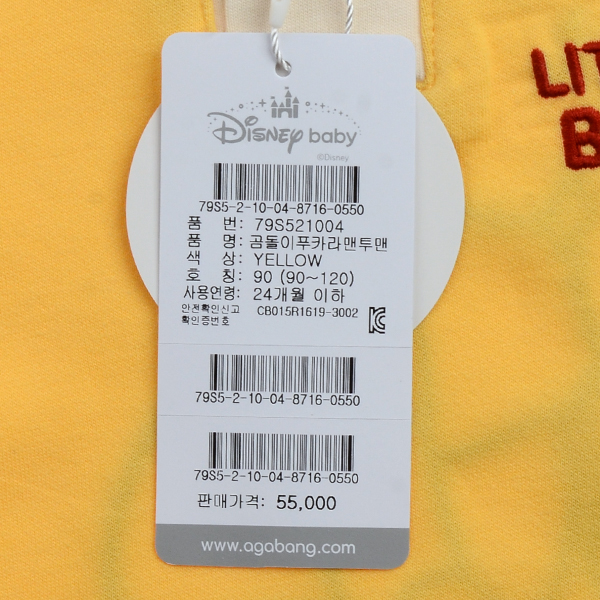 LIT
B
Disney baby
©Disney
79S5-2-10-04-8716-0550
품 번: 79S521004
품 명: 곰돌이푸카라맨투맨
색 상: YELLOW
호 칭: 90 (90~120)
사용연령: 24개월 이하
안전확인신고 CB015R1619-3002
확인증번호
79S5-2-10-04-8716-0550
79S5-2-10-04-8716-0550
판매가격: 55,000
www.agabang.com